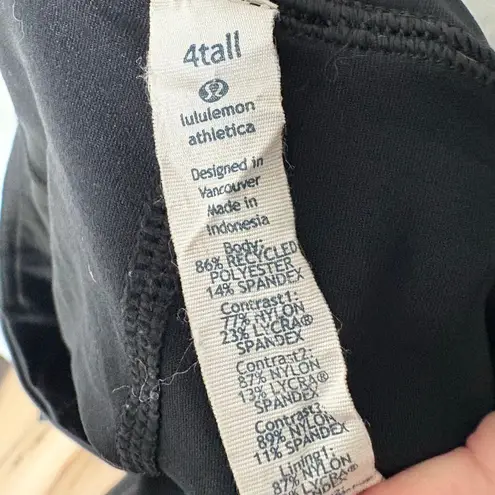 4tall
lululemon
athletica
Designed in
Vancouver
Made in
Indonesia
Body:
86% RECYCLED
POLYESTER
14% SPANDEX
Contrast1:
77% NYLON
23% LYCRA®
SPANDEX
Contrast2:
87% NYLON
13% LYCRA®
SPANDEX
Contrast3:
89% NYLON
11% SPANDEX
Lining1:
87% NYLON
LYCRA®